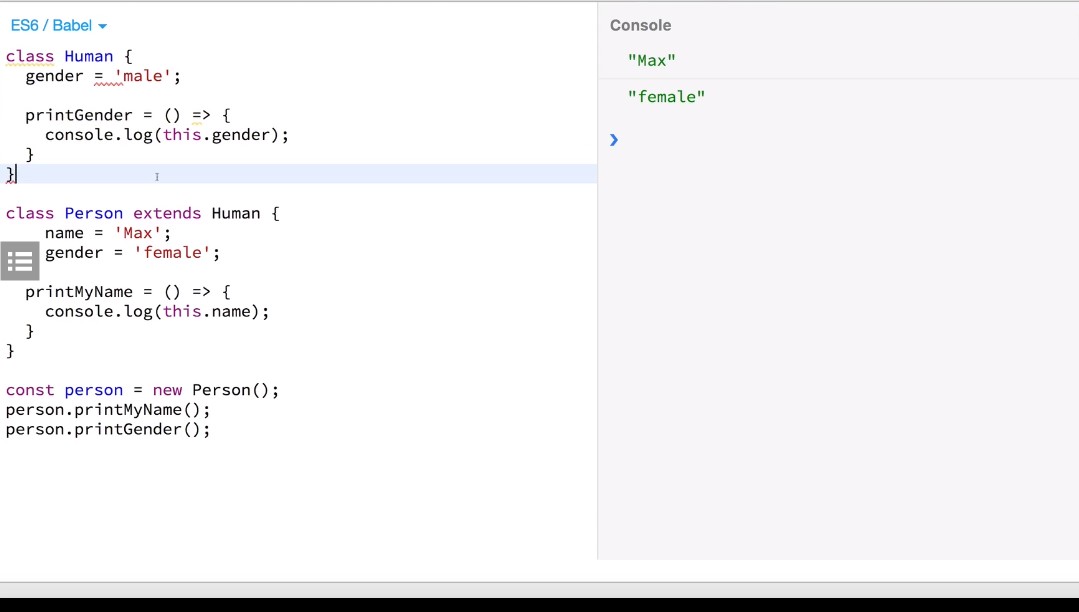 ES6 / Babel
class Human {
gender = 'male';
printGender = () => {
console.log(this.gender);
}
}
class Person extends Human {
name = 'Max';
gender = 'female';
printMyName = () => {
console.log(this.name);
}
}
const person = new Person();
person.printMyName();
person.printGender();
Console
"Max"
"female"